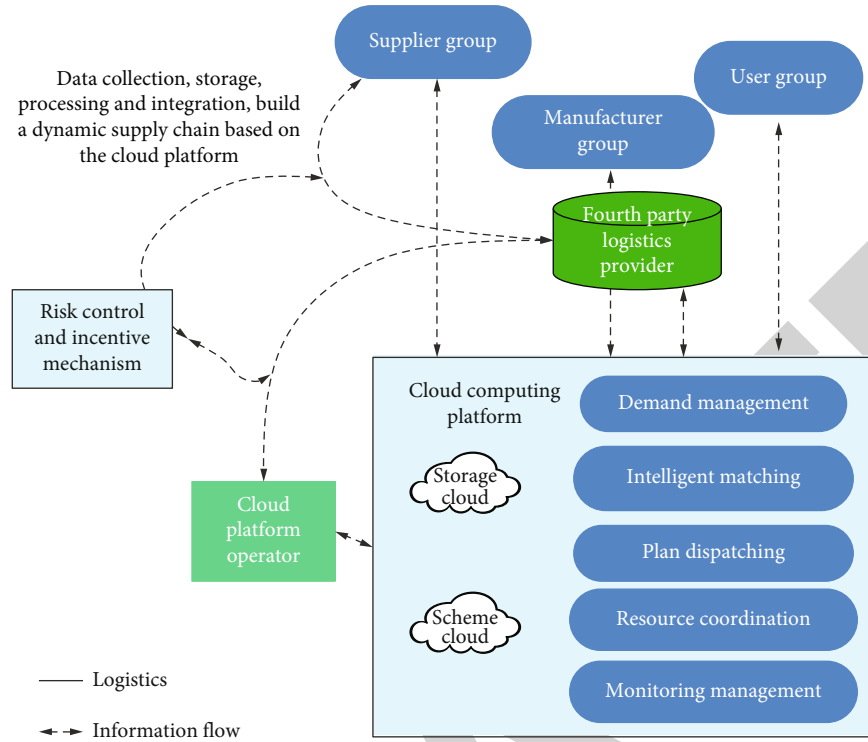 Supplier group
User group
Data collection, storage,
processing and integration, build
a dynamic supply chain based on
the cloud platform
Manufacturer
group
Fourth party
logistics
provider
Risk control
and incentive
mechanism
Cloud computing
platform
Demand management
Storage
cloud
Intelligent matching
Cloud
platform
operator
Plan dispatching
Scheme
cloud
Resource coordination
Monitoring management
Logistics
Information flow